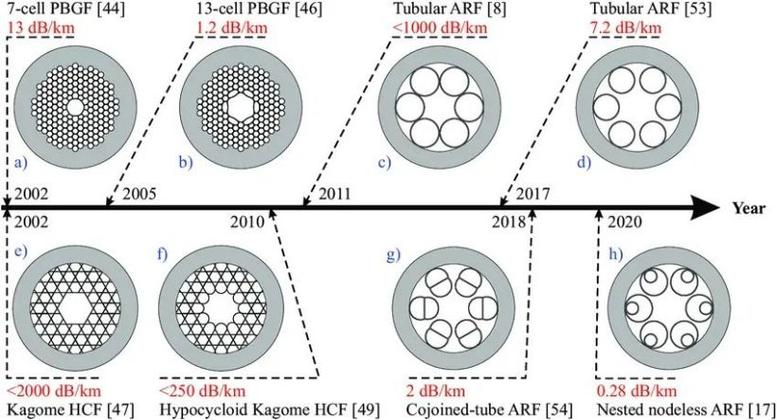 7-cell PBGF [44]
13 dB/km
13-cell PBGF [46]
1.2 dB/km
Tubular ARF [8]
<1000 dB/km
Tubular ARF [53]
7.2 dB/km
a)
b)
c)
d)
2002
2005
2011
2017
Year
2002
2010
2018
2020
e)
f)
g)
h)
<2000 dB/km
Kagome HCF [47]
<250 dB/km
Hypocycloid Kagome HCF [49]
2 dB/km
Cojoined-tube ARF [54]
0.28 dB/km
Nested nodeless ARF [17]